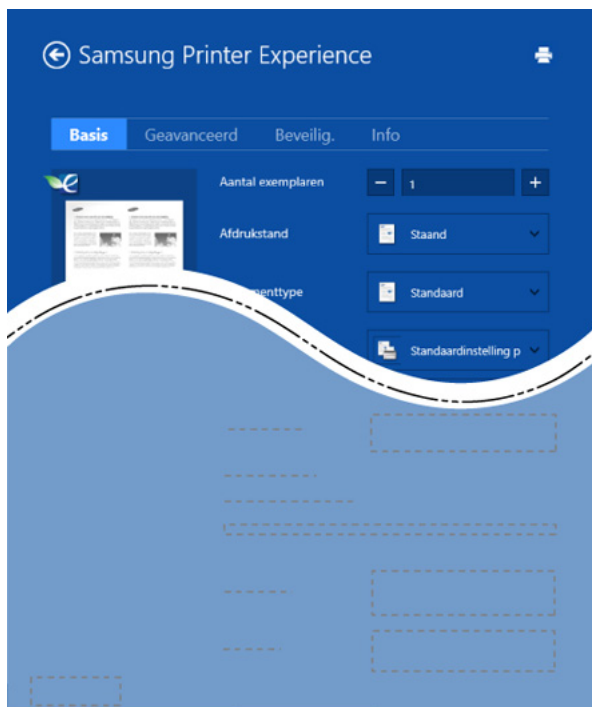 Samsung Printer Experience
Basis Geavanceerd Beveilig. Info
Aantal exemplaren 1
Afdrukstand Staand
Standaard
Standaardinstelling p